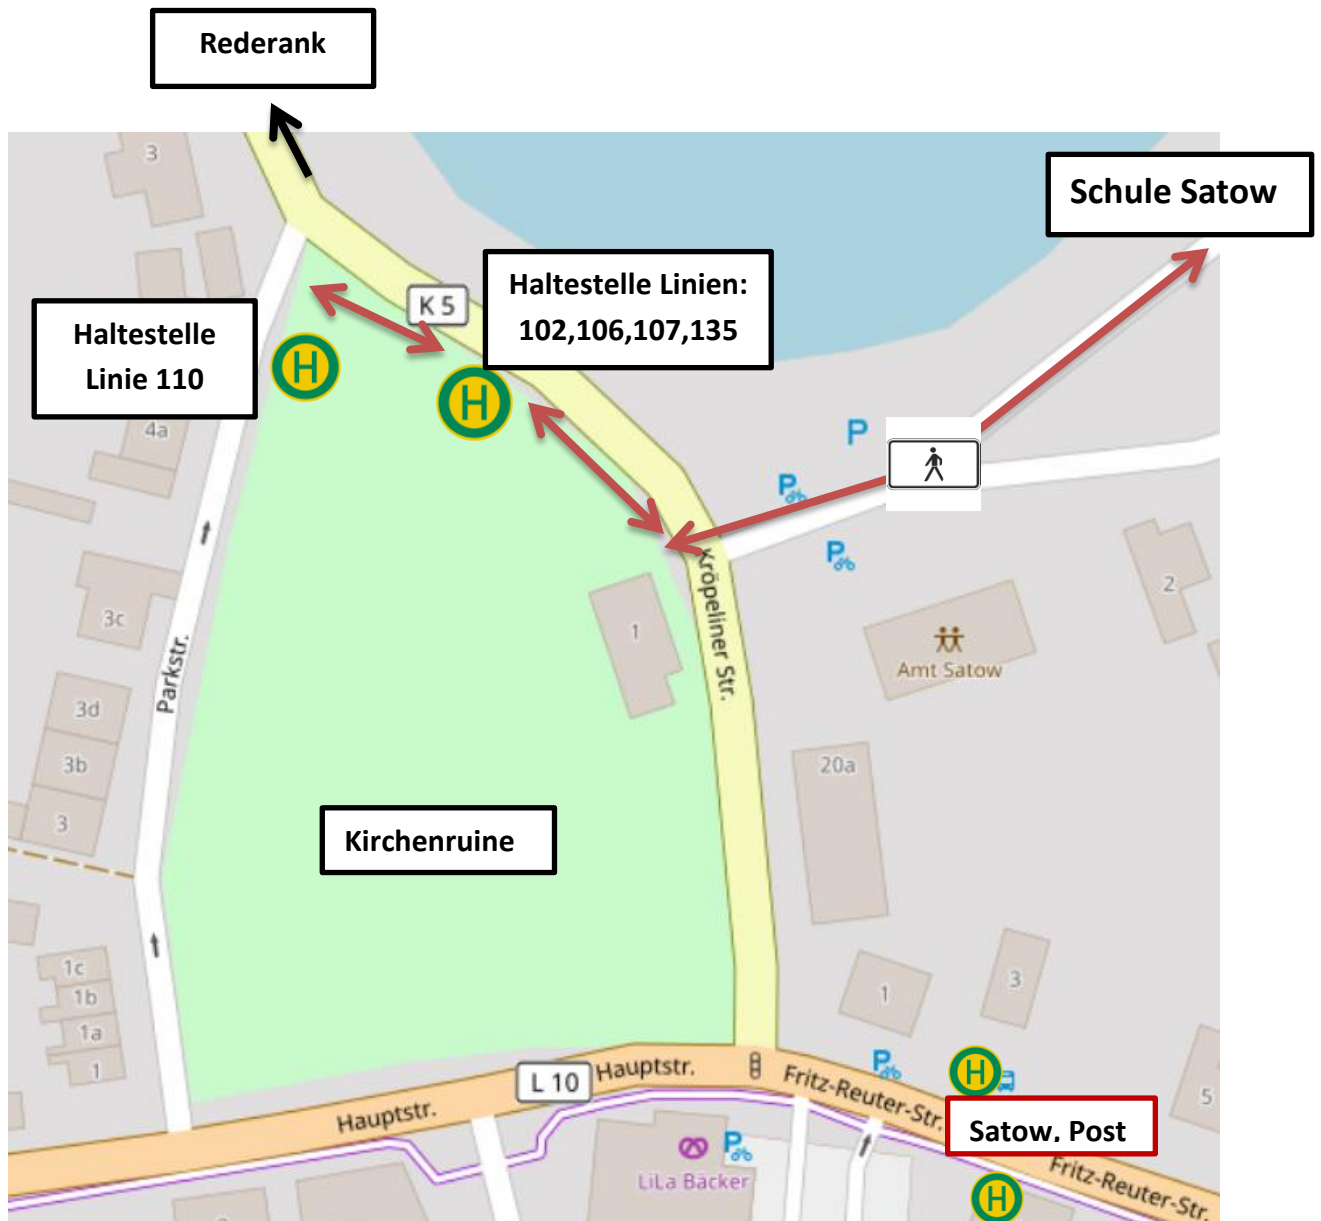 Rederank
3
Schule Satow
K 5
Haltestelle Linien:
102,106,107,135
Haltestelle
Linie 110
H
H
4a
P
P
P
3c
Parkstr.
1
Kröpeliner Str.
2
Amt Satow
3d
3b
3
20a
Kirchenruine
1c
1b
1a
1
1
3
5
L 10
Hauptstr.
Hauptstr.
Fritz-Reuter-Str.
P
H
Satow, Post
Fritz-Reuter-Str.
H
P
LiLa Bäcker